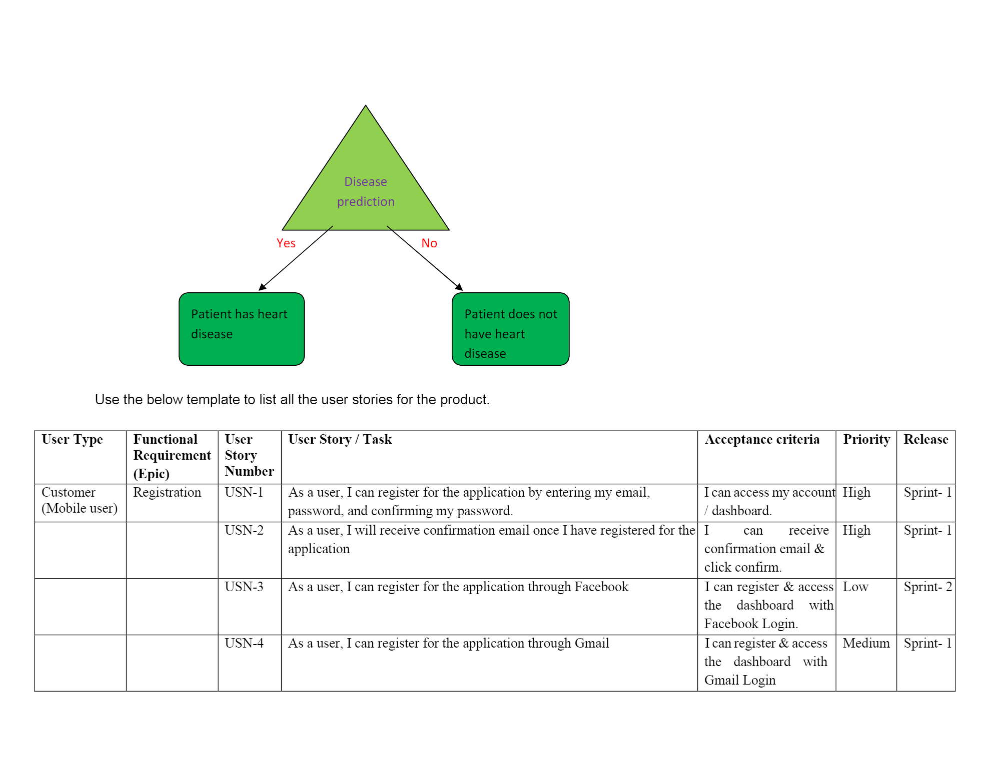 Disease
prediction
Yes
No
Patient has heart
disease
Patient does not
have heart
disease
Use the below template to list all the user stories for the product.
User Type
Functional
Requirement
(Epic)
User
Story
Number
User Story / Task
Acceptance criteria
Priority
Release
Customer
(Mobile user)
Registration
USN-1
As a user, I can register for the application by entering my email,
password, and confirming my password.
I can access my account
/ dashboard.
High
Sprint- 1
USN-2
As a user, I will receive confirmation email once I have registered for the
application
I can receive
confirmation email &
click confirm.
High
Sprint- 1
USN-3
As a user, I can register for the application through Facebook
I can register & access
the dashboard with
Facebook Login.
Low
Sprint- 2
USN-4
As a user, I can register for the application through Gmail
I can register & access
the dashboard with
Gmail Login
Medium
Sprint- 1